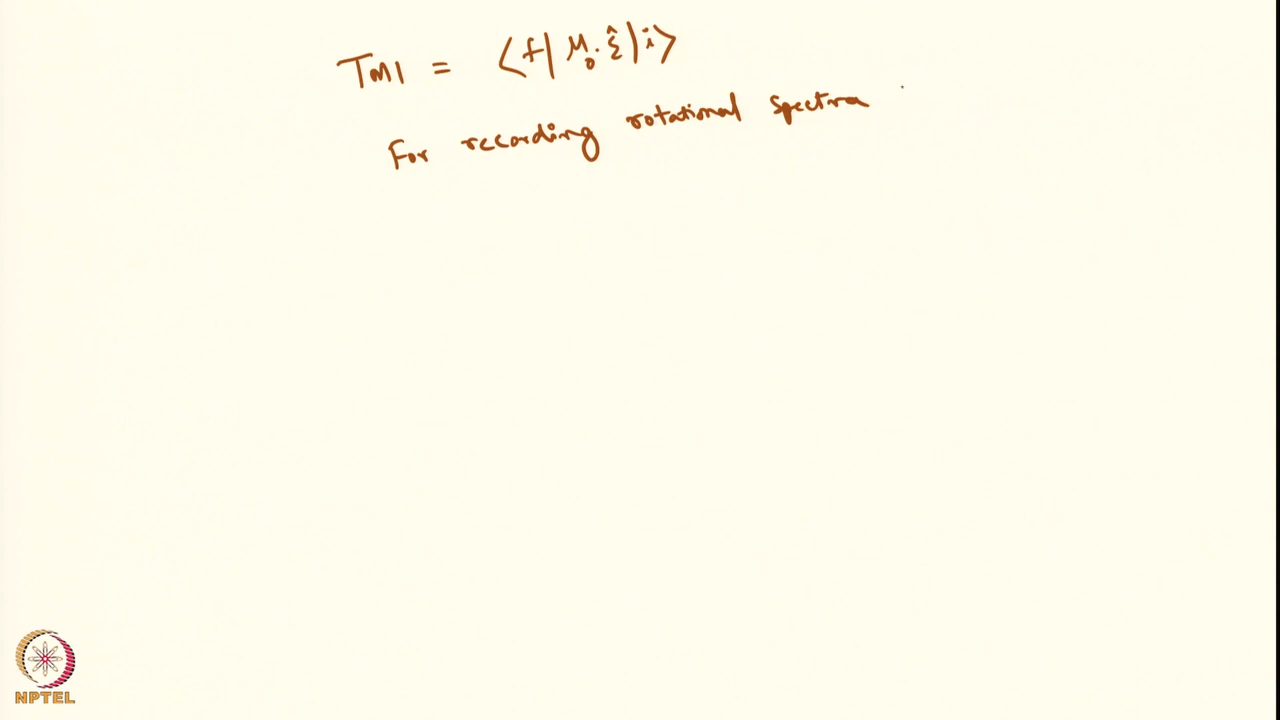 TMI = <f| μ₀. ε̂ |i>
For recording rotational spectra
NPTEL